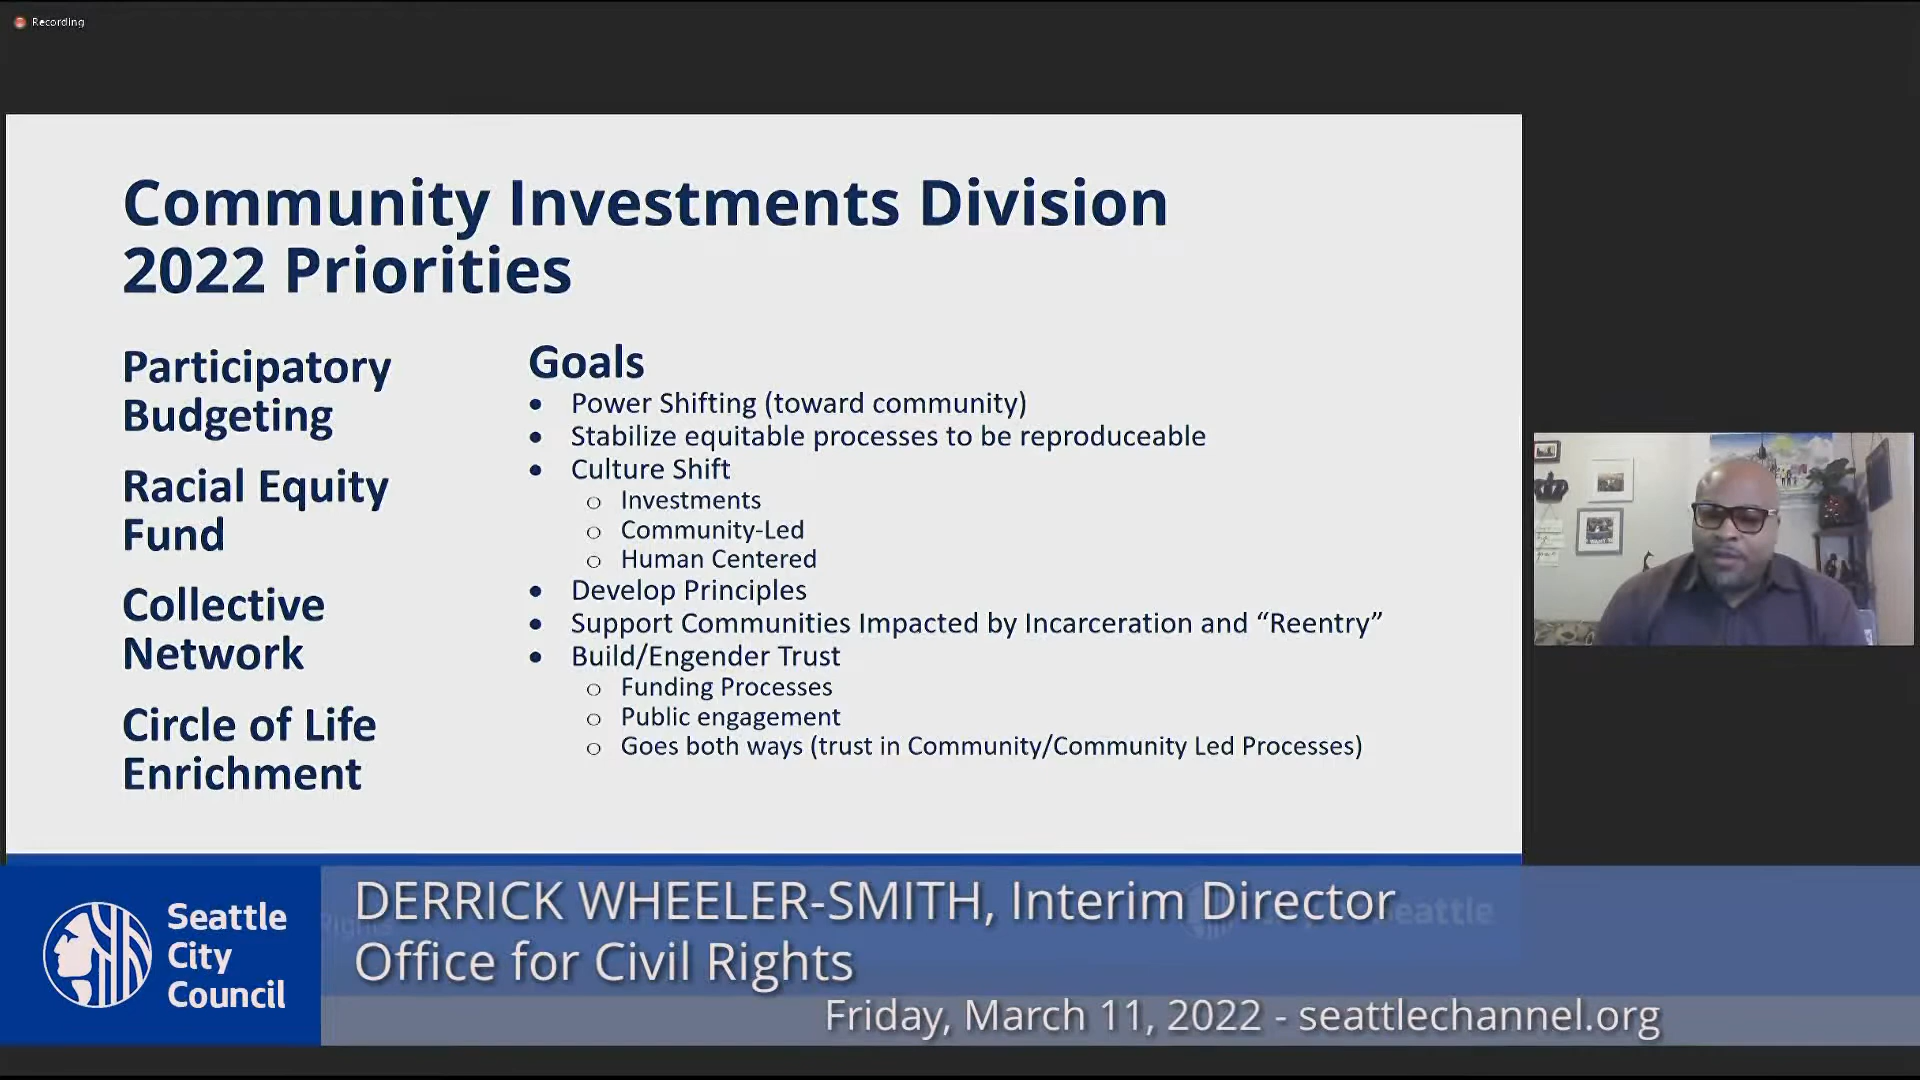 Recording
Community Investments Division
2022 Priorities
Participatory
Budgeting
Racial Equity
Fund
Collective
Network
Circle of Life
Enrichment
Goals
• Power Shifting (toward community)
• Stabilize equitable processes to be reproduceable
• Culture Shift
o Investments
o Community-Led
o Human Centered
• Develop Principles
• Support Communities Impacted by Incarceration and “Reentry”
• Build/Engender Trust
o Funding Processes
o Public engagement
o Goes both ways (trust in Community/Community Led Processes)
Seattle
City
Council
DERRICK WHEELER-SMITH, Interim Director
Office for Civil Rights
Friday, March 11, 2022 - seattlechannel.org
Rights
Seattle